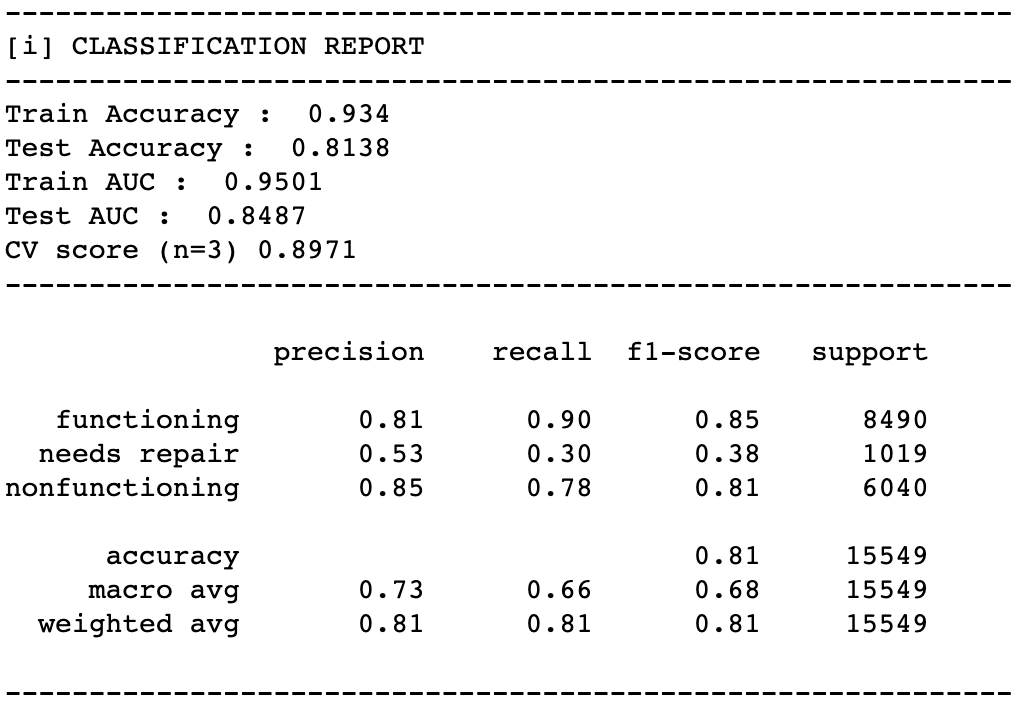 ------------------------------------------------------------
[i] CLASSIFICATION REPORT
------------------------------------------------------------
Train Accuracy :  0.934
Test Accuracy :  0.8138
Train AUC :  0.9501
Test AUC :  0.8487
CV score (n=3) 0.8971
------------------------------------------------------------
precision    recall  f1-score   support
functioning       0.81      0.90      0.85      8490
needs repair       0.53      0.30      0.38      1019
nonfunctioning       0.85      0.78      0.81      6040
accuracy                           0.81     15549
macro avg       0.73      0.66      0.68     15549
weighted avg       0.81      0.81      0.81     15549
------------------------------------------------------------